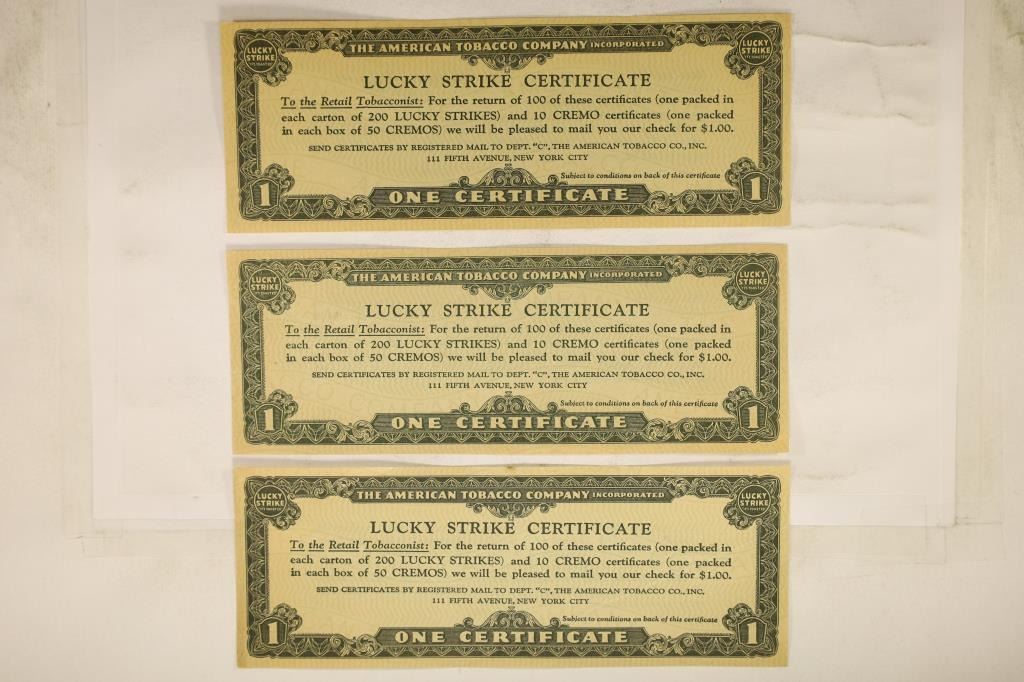 THE AMERICAN TOBACCO COMPANY INCORPORATED
LUCKY STRIKE IT'S TOASTED
LUCKY STRIKE IT'S TOASTED
LUCKY STRIKE CERTIFICATE
To the Retail Tobacconist: For the return of 100 of these certificates (one packed in
each carton of 200 LUCKY STRIKES) and 10 CREMO certificates (one packed
in each box of 50 CREMOS) we will be pleased to mail you our check for $1.00.
SEND CERTIFICATES BY REGISTERED MAIL TO DEPT. "C", THE AMERICAN TOBACCO CO., INC.
111 FIFTH AVENUE, NEW YORK CITY
Subject to conditions on back of this certificate
1 ONE CERTIFICATE 1
THE AMERICAN TOBACCO COMPANY INCORPORATED
LUCKY STRIKE IT'S TOASTED
LUCKY STRIKE IT'S TOASTED
LUCKY STRIKE CERTIFICATE
To the Retail Tobacconist: For the return of 100 of these certificates (one packed in
each carton of 200 LUCKY STRIKES) and 10 CREMO certificates (one packed
in each box of 50 CREMOS) we will be pleased to mail you our check for $1.00.
SEND CERTIFICATES BY REGISTERED MAIL TO DEPT. "C", THE AMERICAN TOBACCO CO., INC.
111 FIFTH AVENUE, NEW YORK CITY
Subject to conditions on back of this certificate
1 ONE CERTIFICATE 1
THE AMERICAN TOBACCO COMPANY INCORPORATED
LUCKY STRIKE IT'S TOASTED
LUCKY STRIKE IT'S TOASTED
LUCKY STRIKE CERTIFICATE
To the Retail Tobacconist: For the return of 100 of these certificates (one packed in
each carton of 200 LUCKY STRIKES) and 10 CREMO certificates (one packed
in each box of 50 CREMOS) we will be pleased to mail you our check for $1.00.
SEND CERTIFICATES BY REGISTERED MAIL TO DEPT. "C", THE AMERICAN TOBACCO CO., INC.
111 FIFTH AVENUE, NEW YORK CITY
Subject to conditions on back of this certificate
1 ONE CERTIFICATE 1